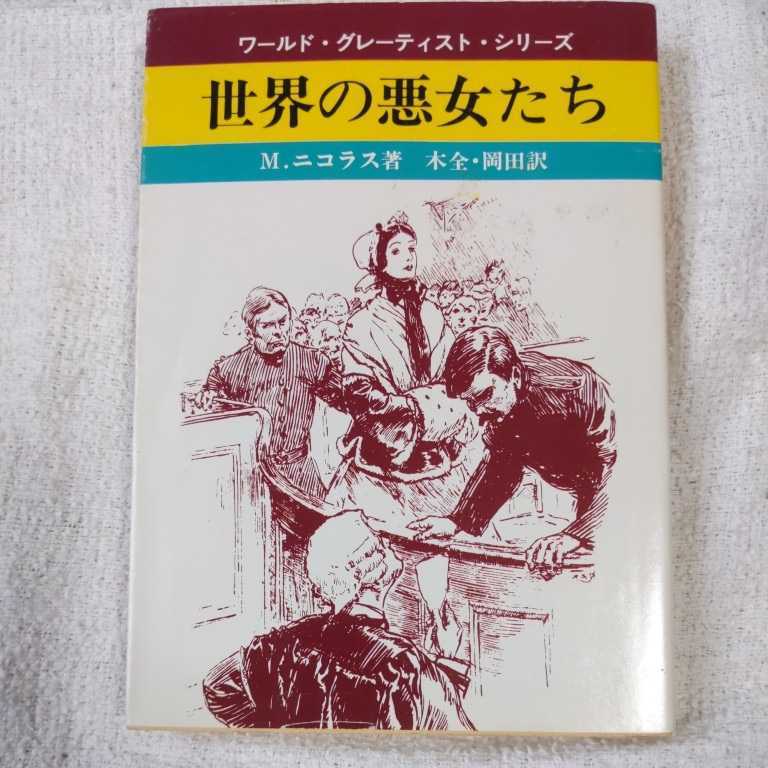 ワールド・グレーティスト・シリーズ
世界の悪女たち
M.ニコラス著 木全・岡田訳